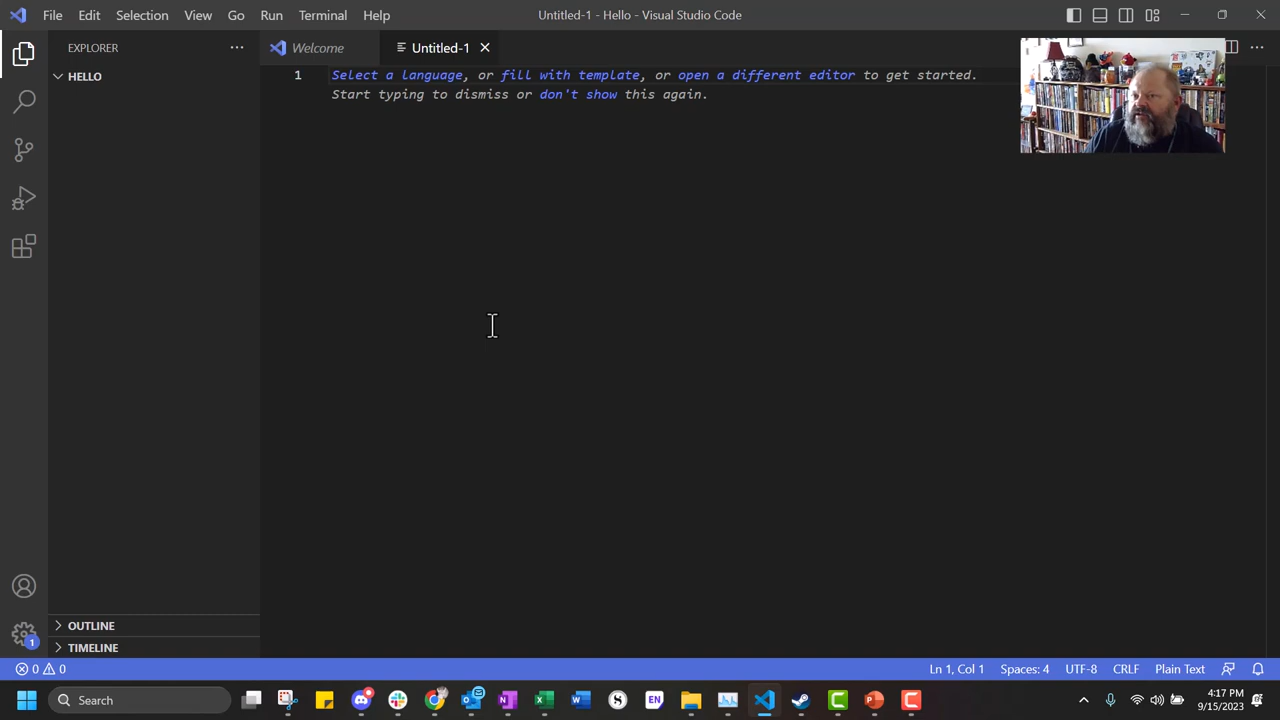 File Edit Selection View Go Run Terminal Help
Untitled-1 - Hello - Visual Studio Code
EXPLORER
Welcome
Untitled-1
HELLO
1
Select a language, or fill with template, or open a different editor to get started.
Start typing to dismiss or don't show this again.
OUTLINE
1
TIMELINE
0 0
Ln 1, Col 1
Spaces: 4
UTF-8
CRLF
Plain Text
Search
EN
4:17 PM
9/15/2023